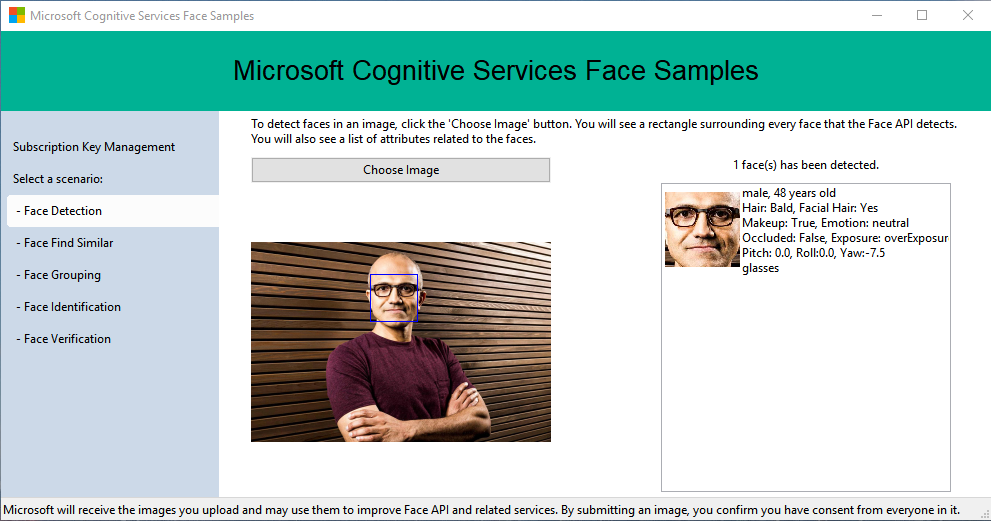 Microsoft Cognitive Services Face Samples
Microsoft Cognitive Services Face Samples
Subscription Key Management
Select a scenario:
- Face Detection
- Face Find Similar
- Face Grouping
- Face Identification
- Face Verification
To detect faces in an image, click the 'Choose Image' button. You will see a rectangle surrounding every face that the Face API detects.
You will also see a list of attributes related to the faces.
Choose Image
1 face(s) has been detected.
male, 48 years old
Hair: Bald, Facial Hair: Yes
Makeup: True, Emotion: neutral
Occluded: False, Exposure: overExposur
Pitch: 0.0, Roll:0.0, Yaw:-7.5
glasses
Microsoft will receive the images you upload and may use them to improve Face API and related services. By submitting an image, you confirm you have consent from everyone in it.